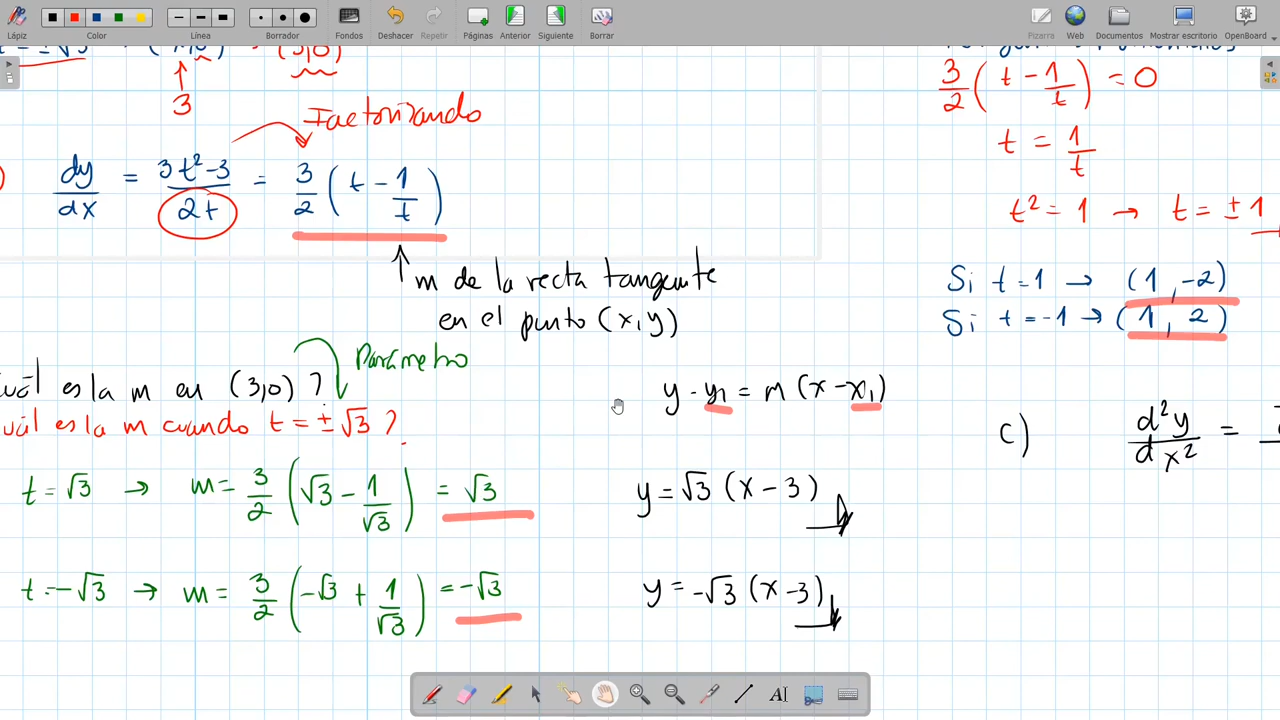 Lápiz Color Línea Borrador Fondos Deshacer Repetir Páginas Anterior Siguiente Borrar Pizarra Web Documentos Mostrar escritorio OpenBoard
(3,0)
3
Factorizando
dy/dx = (3t²-3)/(2t) = 3/2 (t - 1/t)
m de la recta tangente
en el punto (x,y)
es la m en (3,0)?
Parámetro
es la m cuando t = ±√3?
t=√3 → m = 3/2 (√3 - 1/√3) = √3
t=-√3 → m = 3/2 (-√3 + 1/√3) = -√3
y - y₁ = m (x - x₁)
y = √3 (x - 3)
y = -√3 (x - 3)
3/2 (t - 1/t) = 0
t = 1/t
t² = 1 → t = ±1
Si t=1 → (1,-2)
Si t=-1 → (1, 2)
c) d²y/dx² =